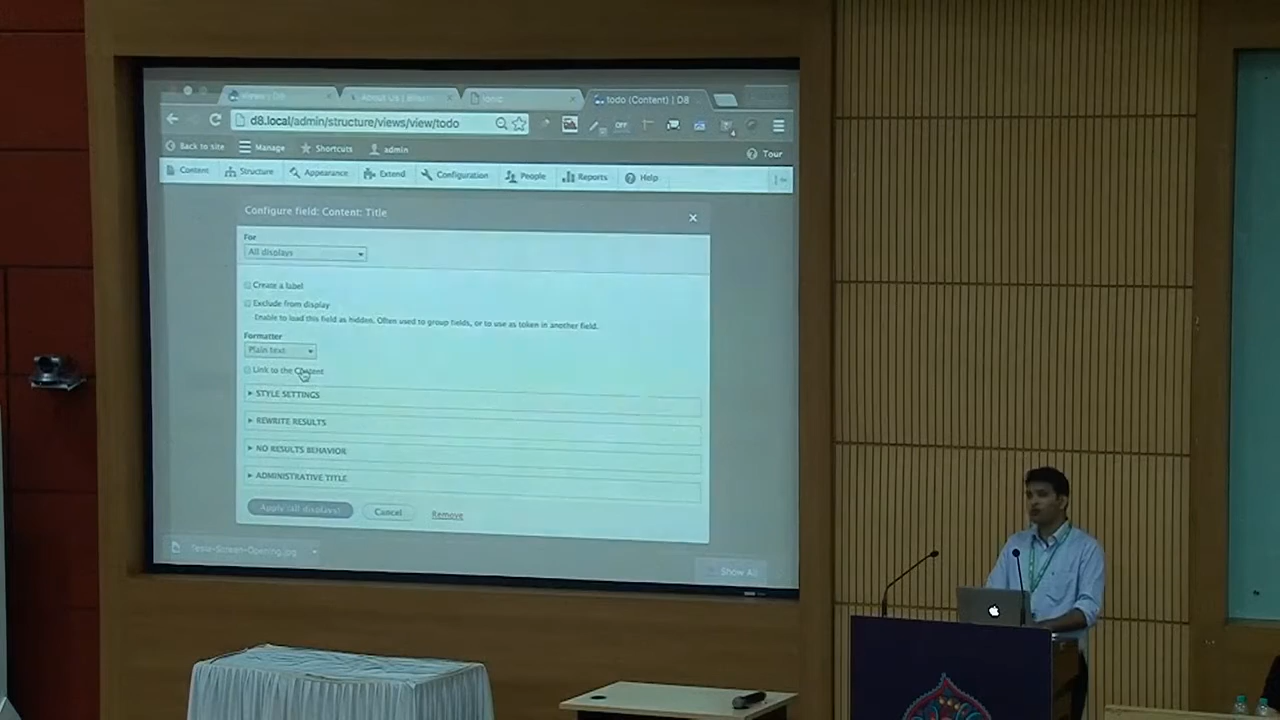 About Us |
todo (Content) | D8
d8.local/admin/structure/views/view/todo
OFF
Back to site Manage Shortcuts admin Tour
Content Structure Appearance Extend Configuration People Reports Help
Configure field: Content: Title
For
All displays
Create a label
Exclude from display
Enable to load this field as hidden. Often used to group fields, or to use as token in another field.
Formatter
Plain text
Link to the Content
STYLE SETTINGS
REWRITE RESULTS
NO RESULTS BEHAVIOR
ADMINISTRATIVE TITLE
Apply (all displays) Cancel Remove
Show All